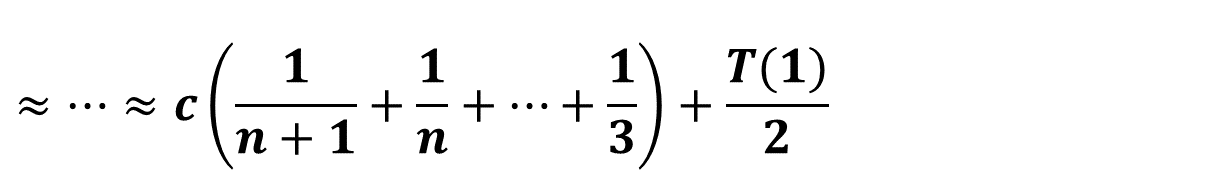 ≈ ⋯ ≈ c(1/(n + 1) + 1/n + ⋯ + 1/3) + T(1)/2